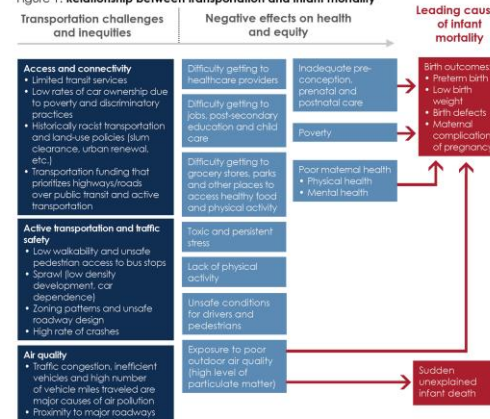 Figure 1. Relationship between transportation and infant mortality
Transportation challenges
and inequities
Negative effects on health
and equity
Leading cause
of infant
mortality
Access and connectivity
• Limited transit services
• Low rates of car ownership due
to poverty and discriminatory
practices
• Historically racist transportation
and land-use policies (slum
clearance, urban renewal,
etc.)
• Transportation funding that
prioritizes highways/roads
over public transit and active
transportation
Active transportation and traffic
safety
• Low walkability and unsafe
pedestrian access to bus stops
• Sprawl (low density
development, car
dependence)
• Zoning patterns and unsafe
roadway design
• High rate of crashes
Air quality
• Traffic congestion, inefficient
vehicles and high number
of vehicle miles traveled are
major causes of air pollution
• Proximity to major roadways
Difficulty getting to
healthcare providers
Difficulty getting to
jobs, post-secondary
education and child
care
Difficulty getting to
grocery stores, parks
and other places to
access healthy food
and physical activity
Toxic and persistent
stress
Lack of physical
activity
Unsafe conditions
for drivers and
pedestrians
Exposure to poor
outdoor air quality
(high level of
particulate matter)
Inadequate pre-
conception,
prenatal and
postnatal care
Poverty
Poor maternal health
• Physical health
• Mental health
Birth outcomes
• Preterm birth
• Low birth
weight
• Birth defects
• Maternal
complication
of pregnancy
Sudden
unexplained
infant death